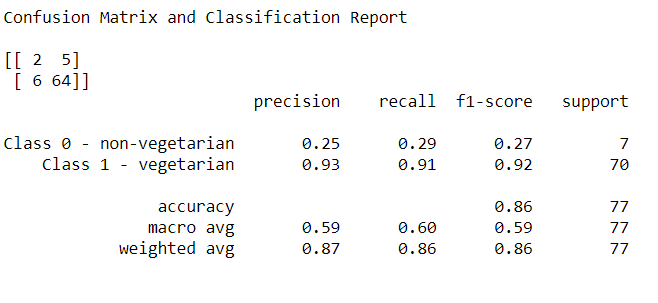 Confusion Matrix and Classification Report
[[ 2  5]
 [ 6 64]]
precision recall f1-score support
Class 0 - non-vegetarian 0.25 0.29 0.27 7
Class 1 - vegetarian 0.93 0.91 0.92 70
accuracy 0.86 77
macro avg 0.59 0.60 0.59 77
weighted avg 0.87 0.86 0.86 77